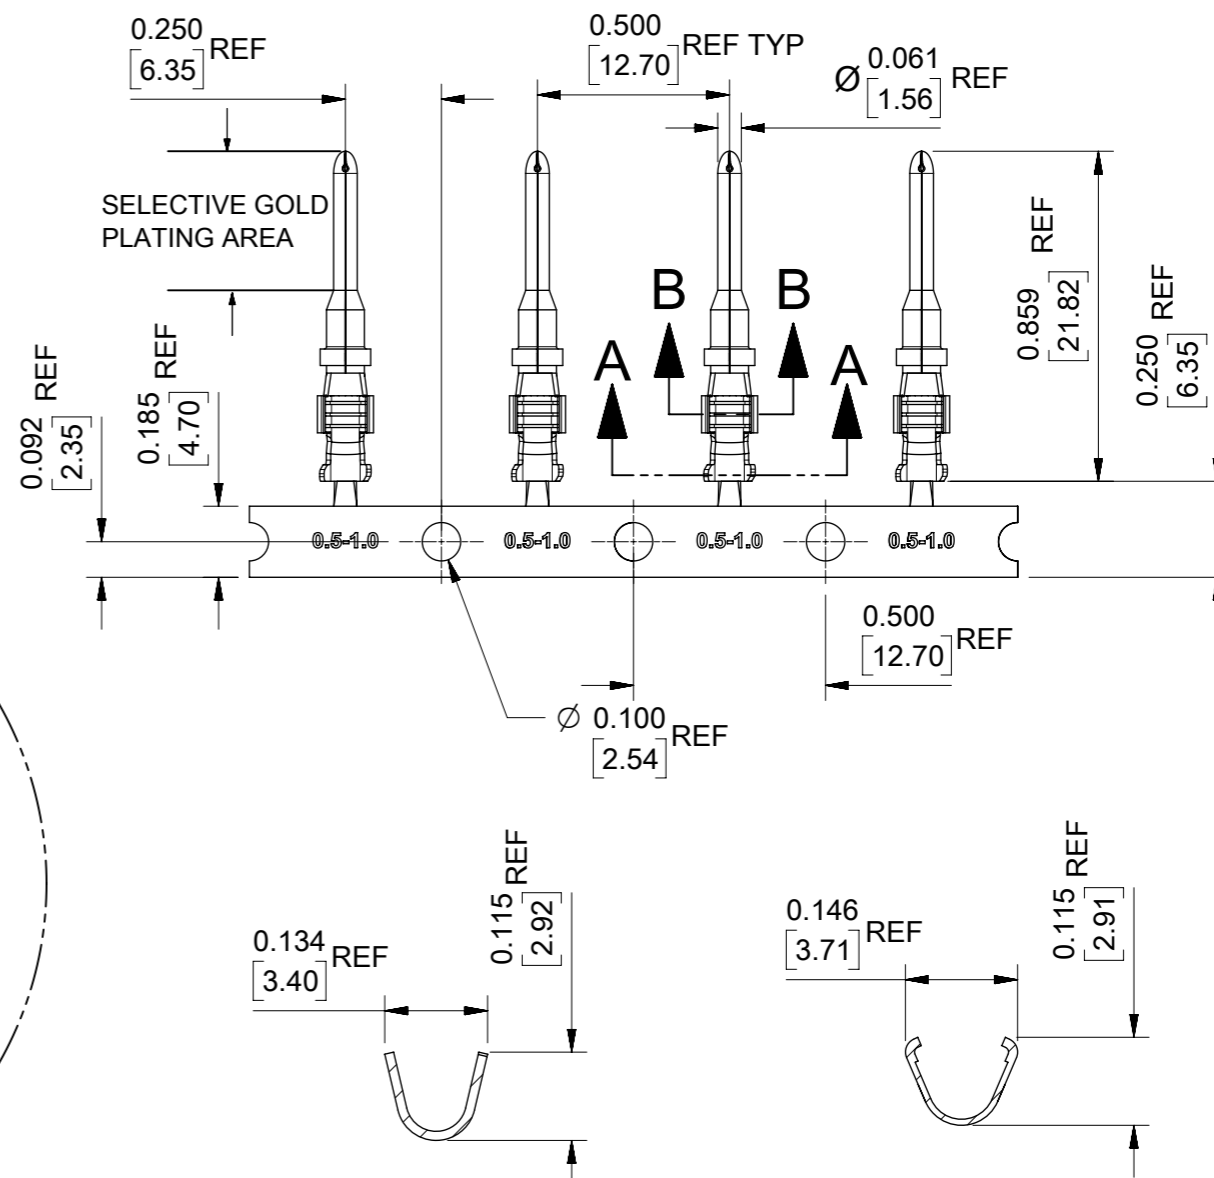 0.250
[6.35] REF
0.500
[12.70] REF TYP
Ø 0.061
[1.56] REF
SELECTIVE GOLD
PLATING AREA
0.859
[21.82] REF
0.250
[6.35] REF
B B
A A
0.092
[2.35] REF
0.185
[4.70] REF
0.5-1.0 0.5-1.0 0.5-1.0 0.5-1.0
0.500
[12.70] REF
Ø 0.100
[2.54] REF
0.134
[3.40] REF
0.115
[2.92] REF
0.146
[3.71] REF
0.115
[2.91] REF